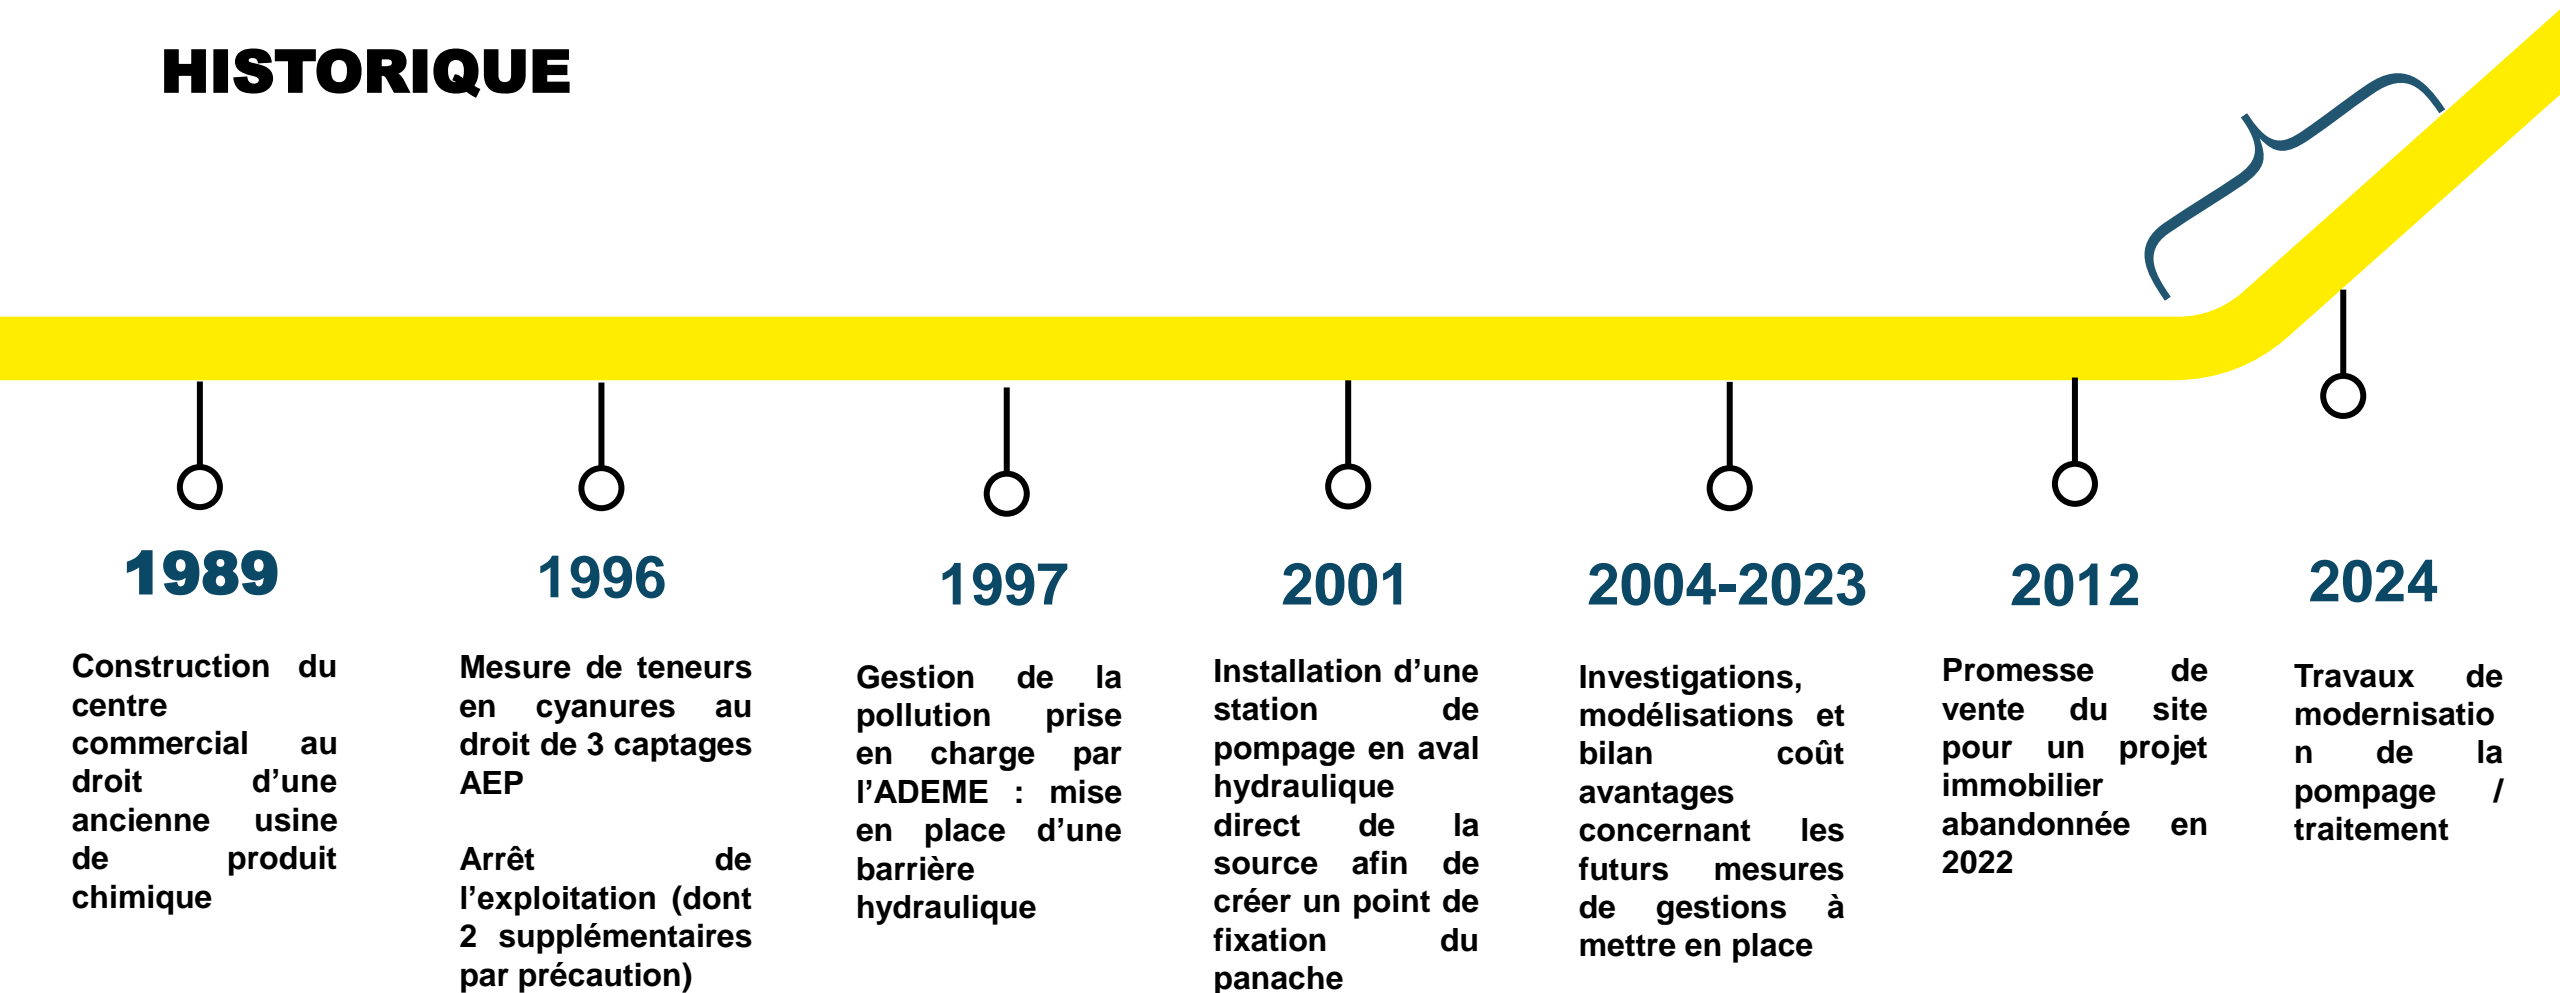 HISTORIQUE
1989
Construction du
centre
commercial au
droit d’une
ancienne usine
de produit
chimique
1996
Mesure de teneurs
en cyanures au
droit de 3 captages
AEP
Arrêt de
l’exploitation (dont
2 supplémentaires
par précaution)
1997
Gestion de la
pollution prise
en charge par
l’ADEME : mise
en place d’une
barrière
hydraulique
2001
Installation d’une
station de
pompage en aval
hydraulique
direct de la
source afin de
créer un point de
fixation du
panache
2004-2023
Investigations,
modélisations et
bilan coût
avantages
concernant les
futurs mesures
de gestions à
mettre en place
2012
Promesse de
vente du site
pour un projet
immobilier
abandonnée en
2022
2024
Travaux de
modernisatio
n de la
pompage /
traitement